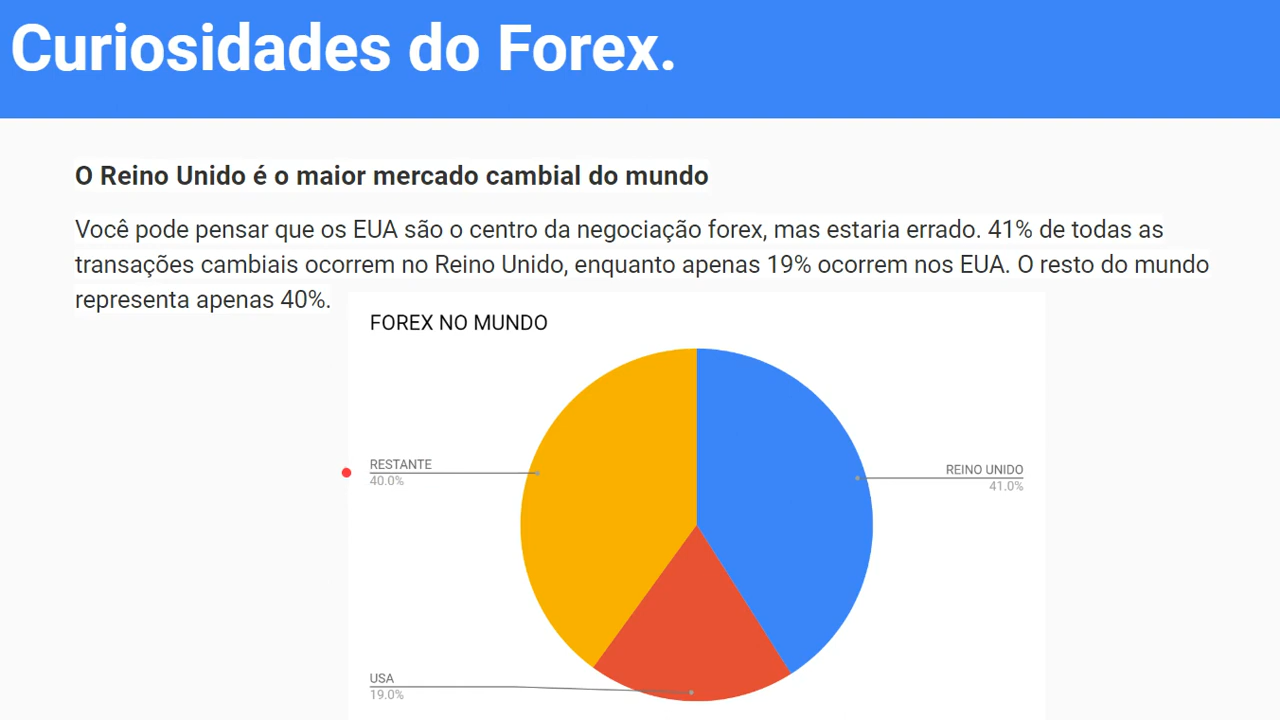 Curiosidades do Forex.
O Reino Unido é o maior mercado cambial do mundo
Você pode pensar que os EUA são o centro da negociação forex, mas estaria errado. 41% de todas as
transações cambiais ocorrem no Reino Unido, enquanto apenas 19% ocorrem nos EUA. O resto do mundo
representa apenas 40%.
FOREX NO MUNDO
RESTANTE
40.0%
REINO UNIDO
41.0%
USA
19.0%